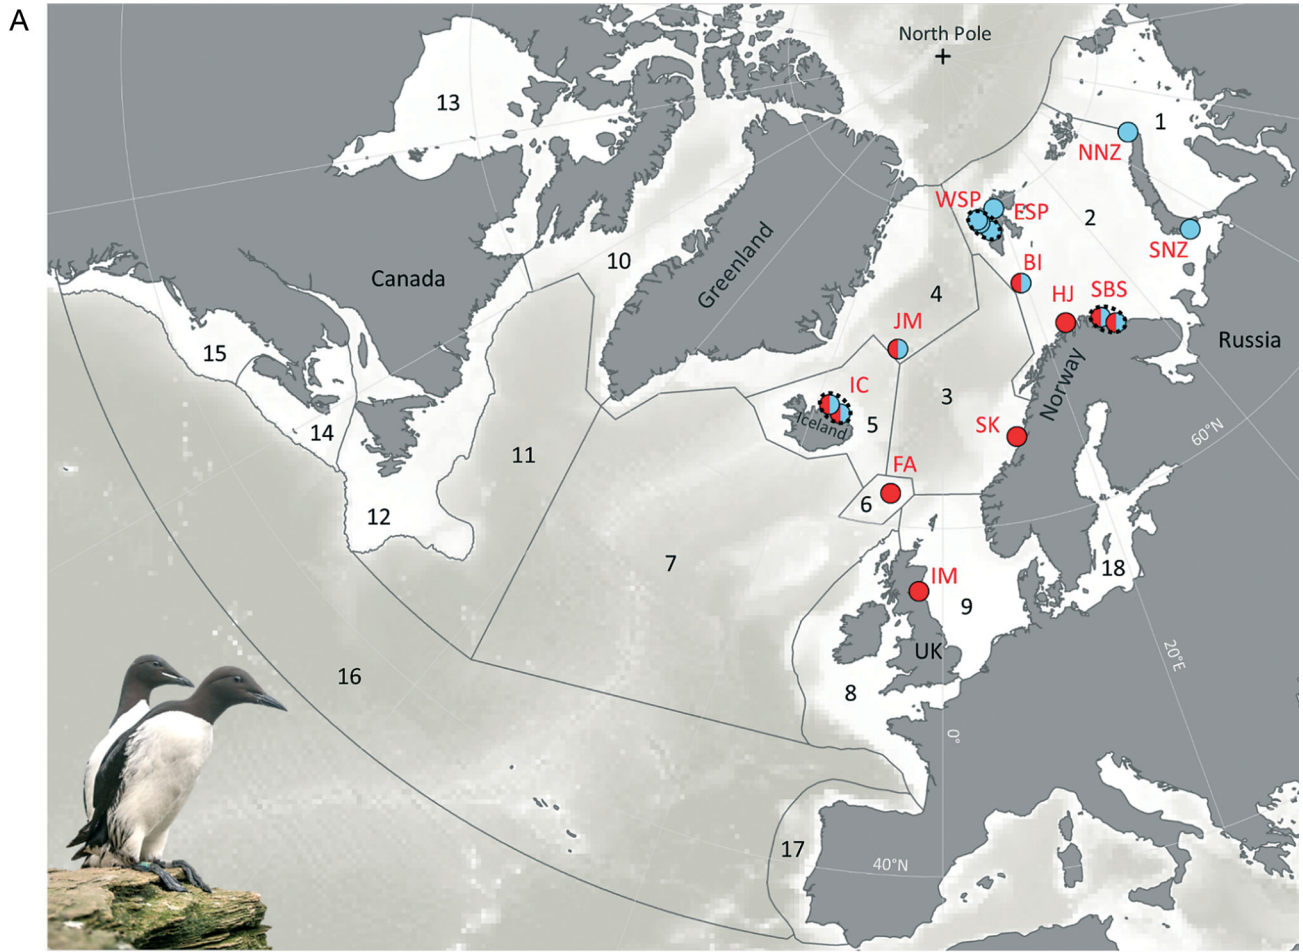 A
North Pole
13
1
NNZ
WSP
ESP
2
SNZ
Canada
10
Greenland
BI
4
HJ
SBS
JM
Russia
15
IC
3
Norway
Iceland
5
14
SK
60°N
11
FA
6
12
7
18
IM
9
UK
20°E
16
8
0°
17
40°N